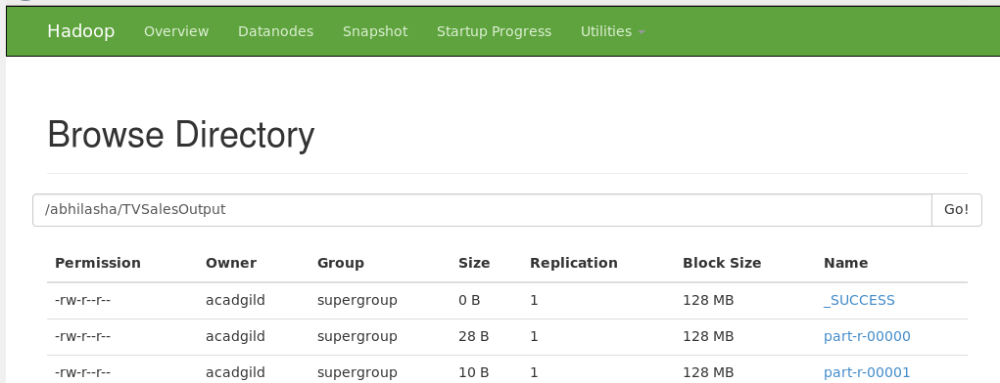 Hadoop Overview Datanodes Snapshot Startup Progress Utilities
Browse Directory
/abhilasha/TVSalesOutput Go!
Permission Owner Group Size Replication Block Size Name
-rw-r--r-- acadgild supergroup 0 B 1 128 MB _SUCCESS
-rw-r--r-- acadgild supergroup 28 B 1 128 MB part-r-00000
-rw-r--r-- acadgild supergroup 10 B 1 128 MB part-r-00001